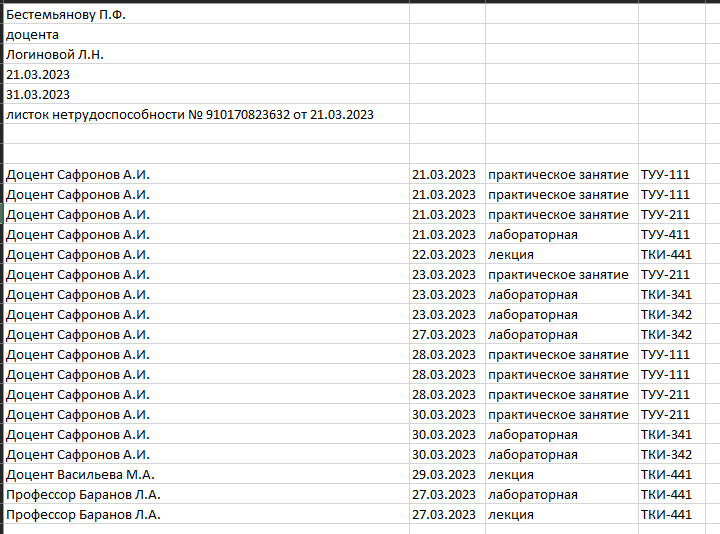 Бестемьянову П.Ф.
доцента
Логиновой Л.Н.
21.03.2023
31.03.2023
листок нетрудоспособности № 910170823632 от 21.03.2023
Доцент Сафронов А.И. 21.03.2023 практическое занятие ТУУ-111
Доцент Сафронов А.И. 21.03.2023 практическое занятие ТУУ-111
Доцент Сафронов А.И. 21.03.2023 практическое занятие ТУУ-211
Доцент Сафронов А.И. 21.03.2023 лабораторная ТУУ-411
Доцент Сафронов А.И. 22.03.2023 лекция ТКИ-441
Доцент Сафронов А.И. 23.03.2023 практическое занятие ТУУ-211
Доцент Сафронов А.И. 23.03.2023 лабораторная ТКИ-341
Доцент Сафронов А.И. 23.03.2023 лабораторная ТКИ-342
Доцент Сафронов А.И. 27.03.2023 лабораторная ТКИ-342
Доцент Сафронов А.И. 28.03.2023 практическое занятие ТУУ-111
Доцент Сафронов А.И. 28.03.2023 практическое занятие ТУУ-111
Доцент Сафронов А.И. 28.03.2023 практическое занятие ТУУ-211
Доцент Сафронов А.И. 30.03.2023 практическое занятие ТУУ-211
Доцент Сафронов А.И. 30.03.2023 лабораторная ТКИ-341
Доцент Сафронов А.И. 30.03.2023 лабораторная ТКИ-342
Доцент Васильева М.А. 29.03.2023 лекция ТКИ-441
Профессор Баранов Л.А. 27.03.2023 лабораторная ТКИ-441
Профессор Баранов Л.А. 27.03.2023 лекция ТКИ-441